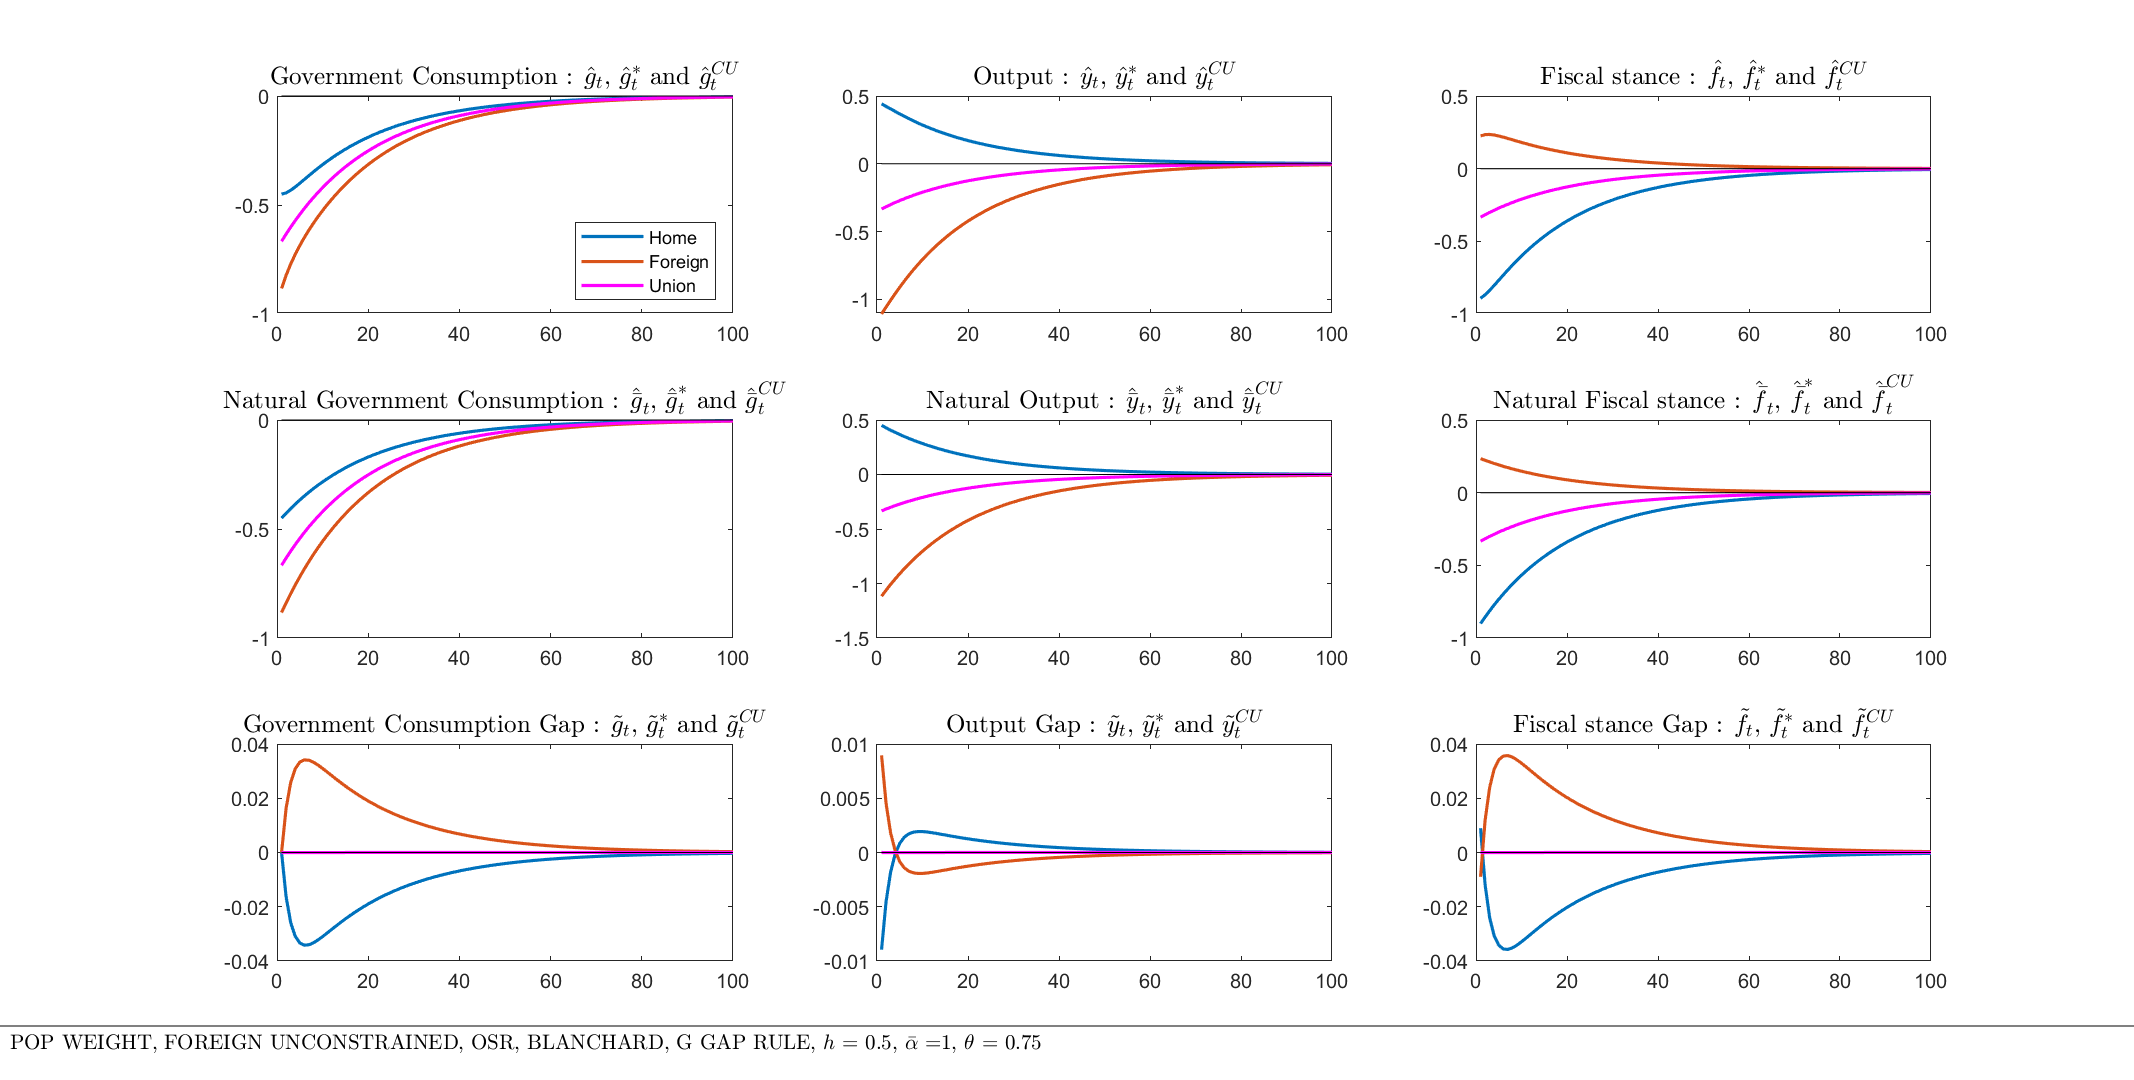 Government Consumption : ĝₜ, ĝₜ* and ĝₜᶜᵁ
0
-0.5
-1
0 20 40 60 80 100
Home
Foreign
Union
Output : ŷₜ, ŷₜ* and ŷₜᶜᵁ
0.5
0
-0.5
-1
0 20 40 60 80 100
Fiscal stance : f̂ₜ, f̂ₜ* and f̂ₜᶜᵁ
0.5
0
-0.5
-1
0 20 40 60 80 100
Natural Government Consumption : ḡ̂ₜ, ḡ̂ₜ* and ḡ̂ₜᶜᵁ
0
-0.5
-1
0 20 40 60 80 100
Natural Output : ȳ̂ₜ, ȳ̂ₜ* and ȳ̂ₜᶜᵁ
0.5
0
-0.5
-1
-1.5
0 20 40 60 80 100
Natural Fiscal stance : f̄̂ₜ, f̄̂ₜ* and f̄̂ₜᶜᵁ
0.5
0
-0.5
-1
0 20 40 60 80 100
Government Consumption Gap : g̃ₜ, g̃ₜ* and g̃ₜᶜᵁ
0.04
0.02
0
-0.02
-0.04
0 20 40 60 80 100
Output Gap : ỹₜ, ỹₜ* and ỹₜᶜᵁ
0.01
0.005
0
-0.005
-0.01
0 20 40 60 80 100
Fiscal stance Gap : f̃ₜ, f̃ₜ* and f̃ₜᶜᵁ
0.04
0.02
0
-0.02
-0.04
0 20 40 60 80 100
POP WEIGHT, FOREIGN UNCONSTRAINED, OSR, BLANCHARD, G GAP RULE, h = 0.5, ᾱ =1, θ = 0.75